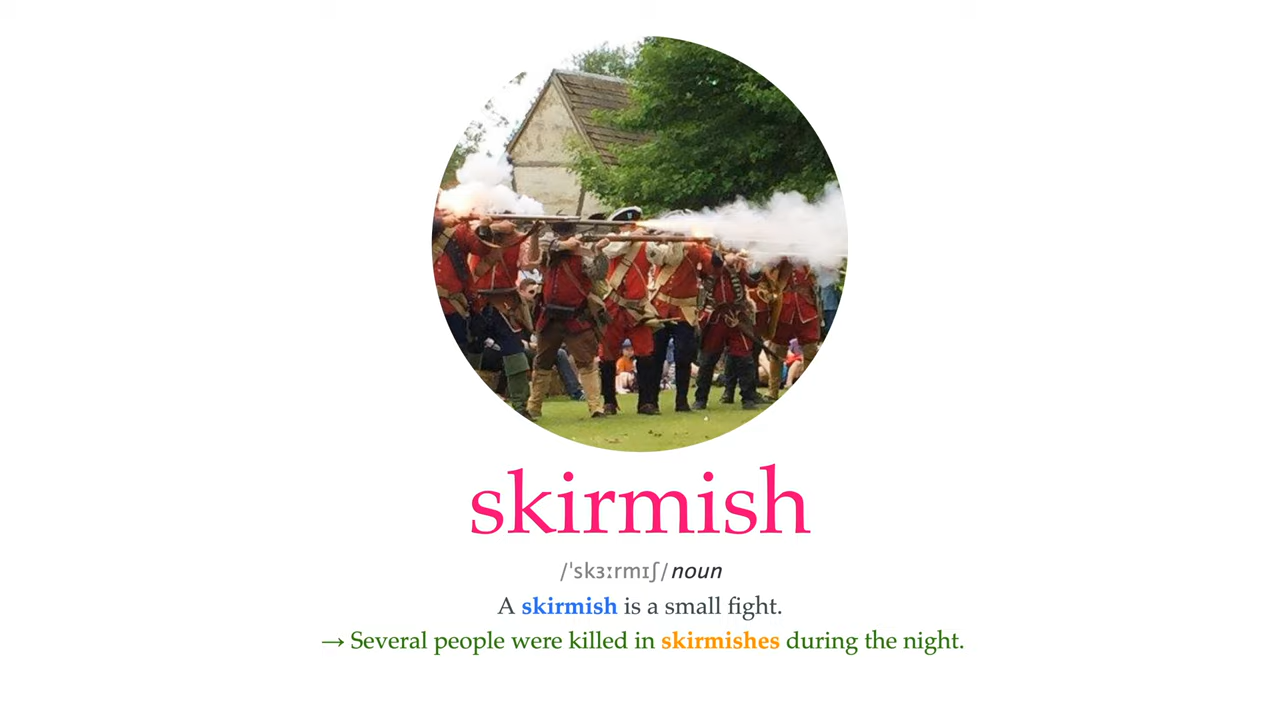 skirmish
/ˈskɜːrmɪʃ/ noun
A skirmish is a small fight.
→ Several people were killed in skirmishes during the night.